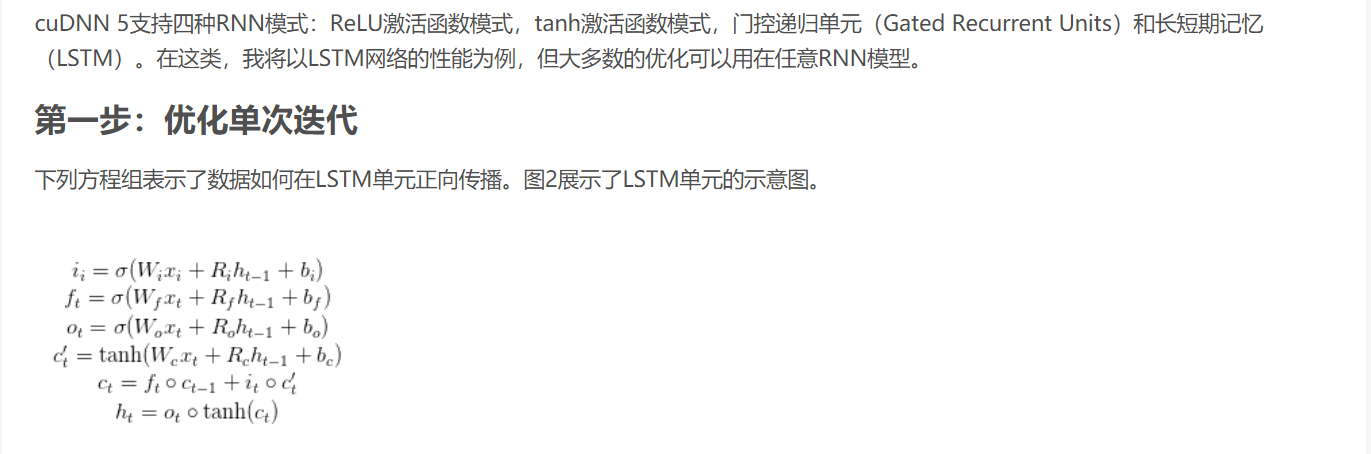 cuDNN 5支持四种RNN模式：ReLU激活函数模式，tanh激活函数模式，门控递归单元（Gated Recurrent Units）和长短期记忆
（LSTM）。在这类，我将以LSTM网络的性能为例，但大多数的优化可以用在任意RNN模型。
第一步：优化单次迭代
下列方程组表示了数据如何在LSTM单元正向传播。图2展示了LSTM单元的示意图。
i_i = σ(W_i x_i + R_i h_{t−1} + b_i)
f_t = σ(W_f x_t + R_f h_{t−1} + b_f)
o_t = σ(W_o x_t + R_o h_{t−1} + b_o)
c′_t = tanh(W_c x_t + R_c h_{t−1} + b_c)
c_t = f_t ∘ c_{t−1} + i_t ∘ c′_t
h_t = o_t ∘ tanh(c_t)